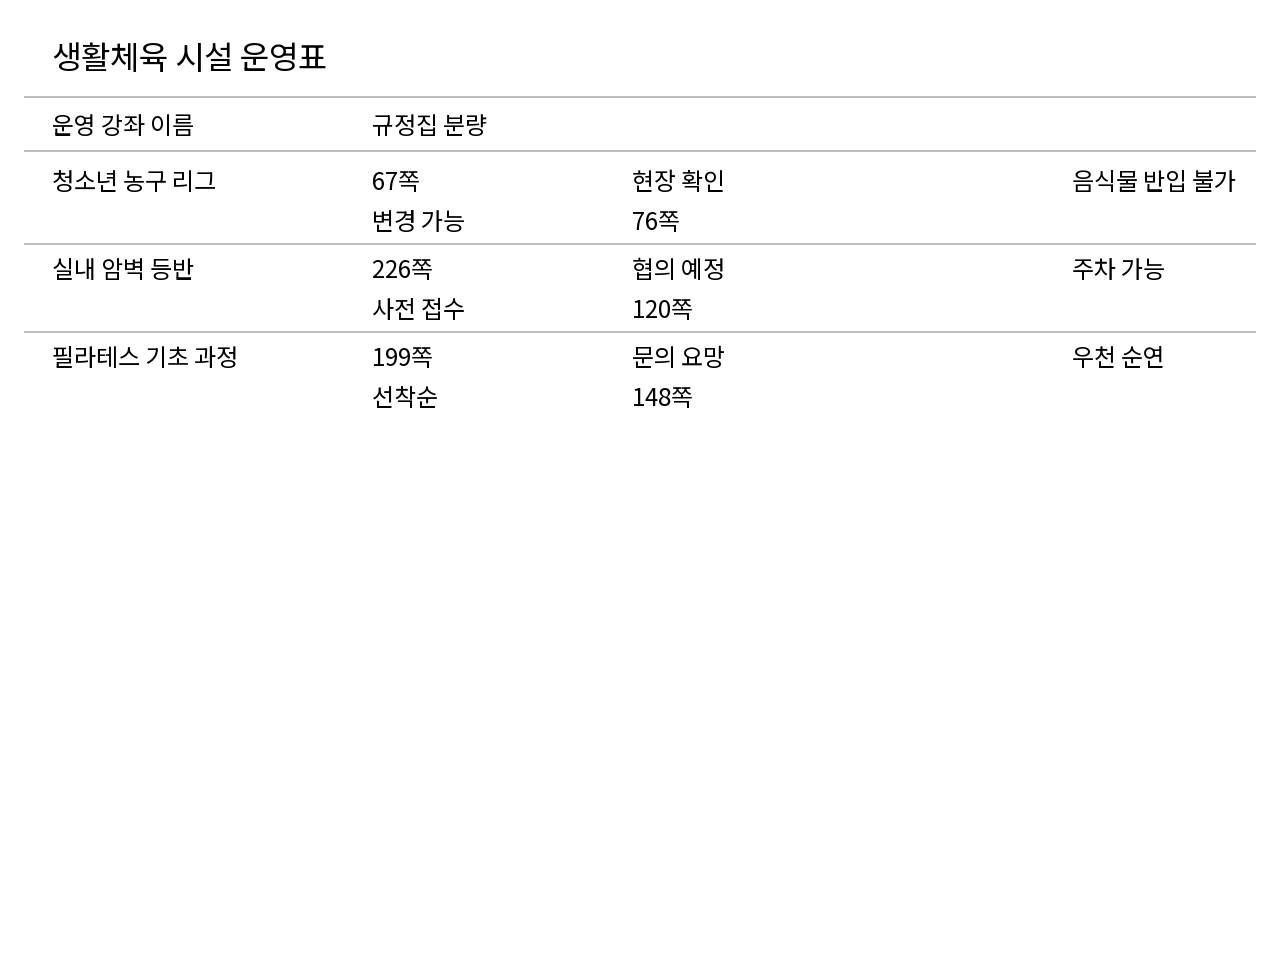 생활체육 시설 운영표
운영 강좌 이름 규정집 분량
청소년 농구 리그 67쪽 현장 확인 음식물 반입 불가
변경 가능 76쪽
실내 암벽 등반 226쪽 협의 예정 주차 가능
사전 접수 120쪽
필라테스 기초 과정 199쪽 문의 요망 우천 순연
선착순 148쪽